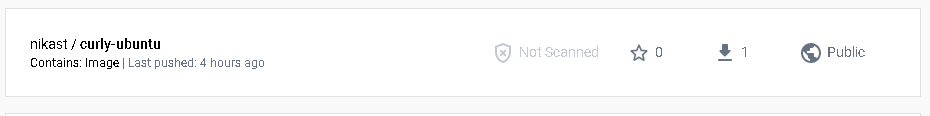 nikast / curly-ubuntu
Not Scanned 0 1 Public
Contains: Image | Last pushed: 4 hours ago